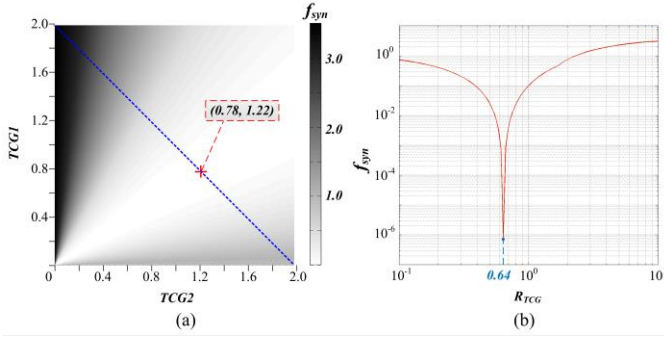 f_syn
2.0
1.6
1.2
0.8
0.4
0
TCG1
(0.78, 1.22)
0 0.4 0.8 1.2 1.6 2.0
TCG2
3.0
2.0
1.0
(a)
f_syn
10^0
10^-2
10^-4
10^-6
10^-1 0.64 10^0 10
R_TCG
(b)